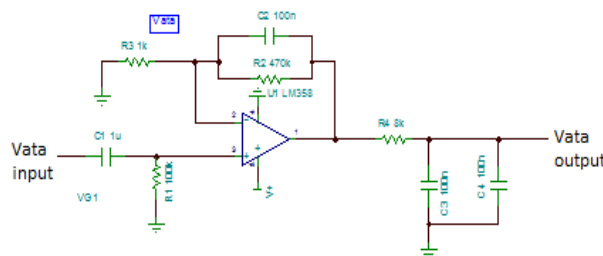 Vata
C2 100n
R3 1k
R2 470k
U1 LM358
4
2
1
R4 8k
C1 1u
3
Vata input
Vata output
R1 100k
V+
C3 100n
C4 100n
VG1